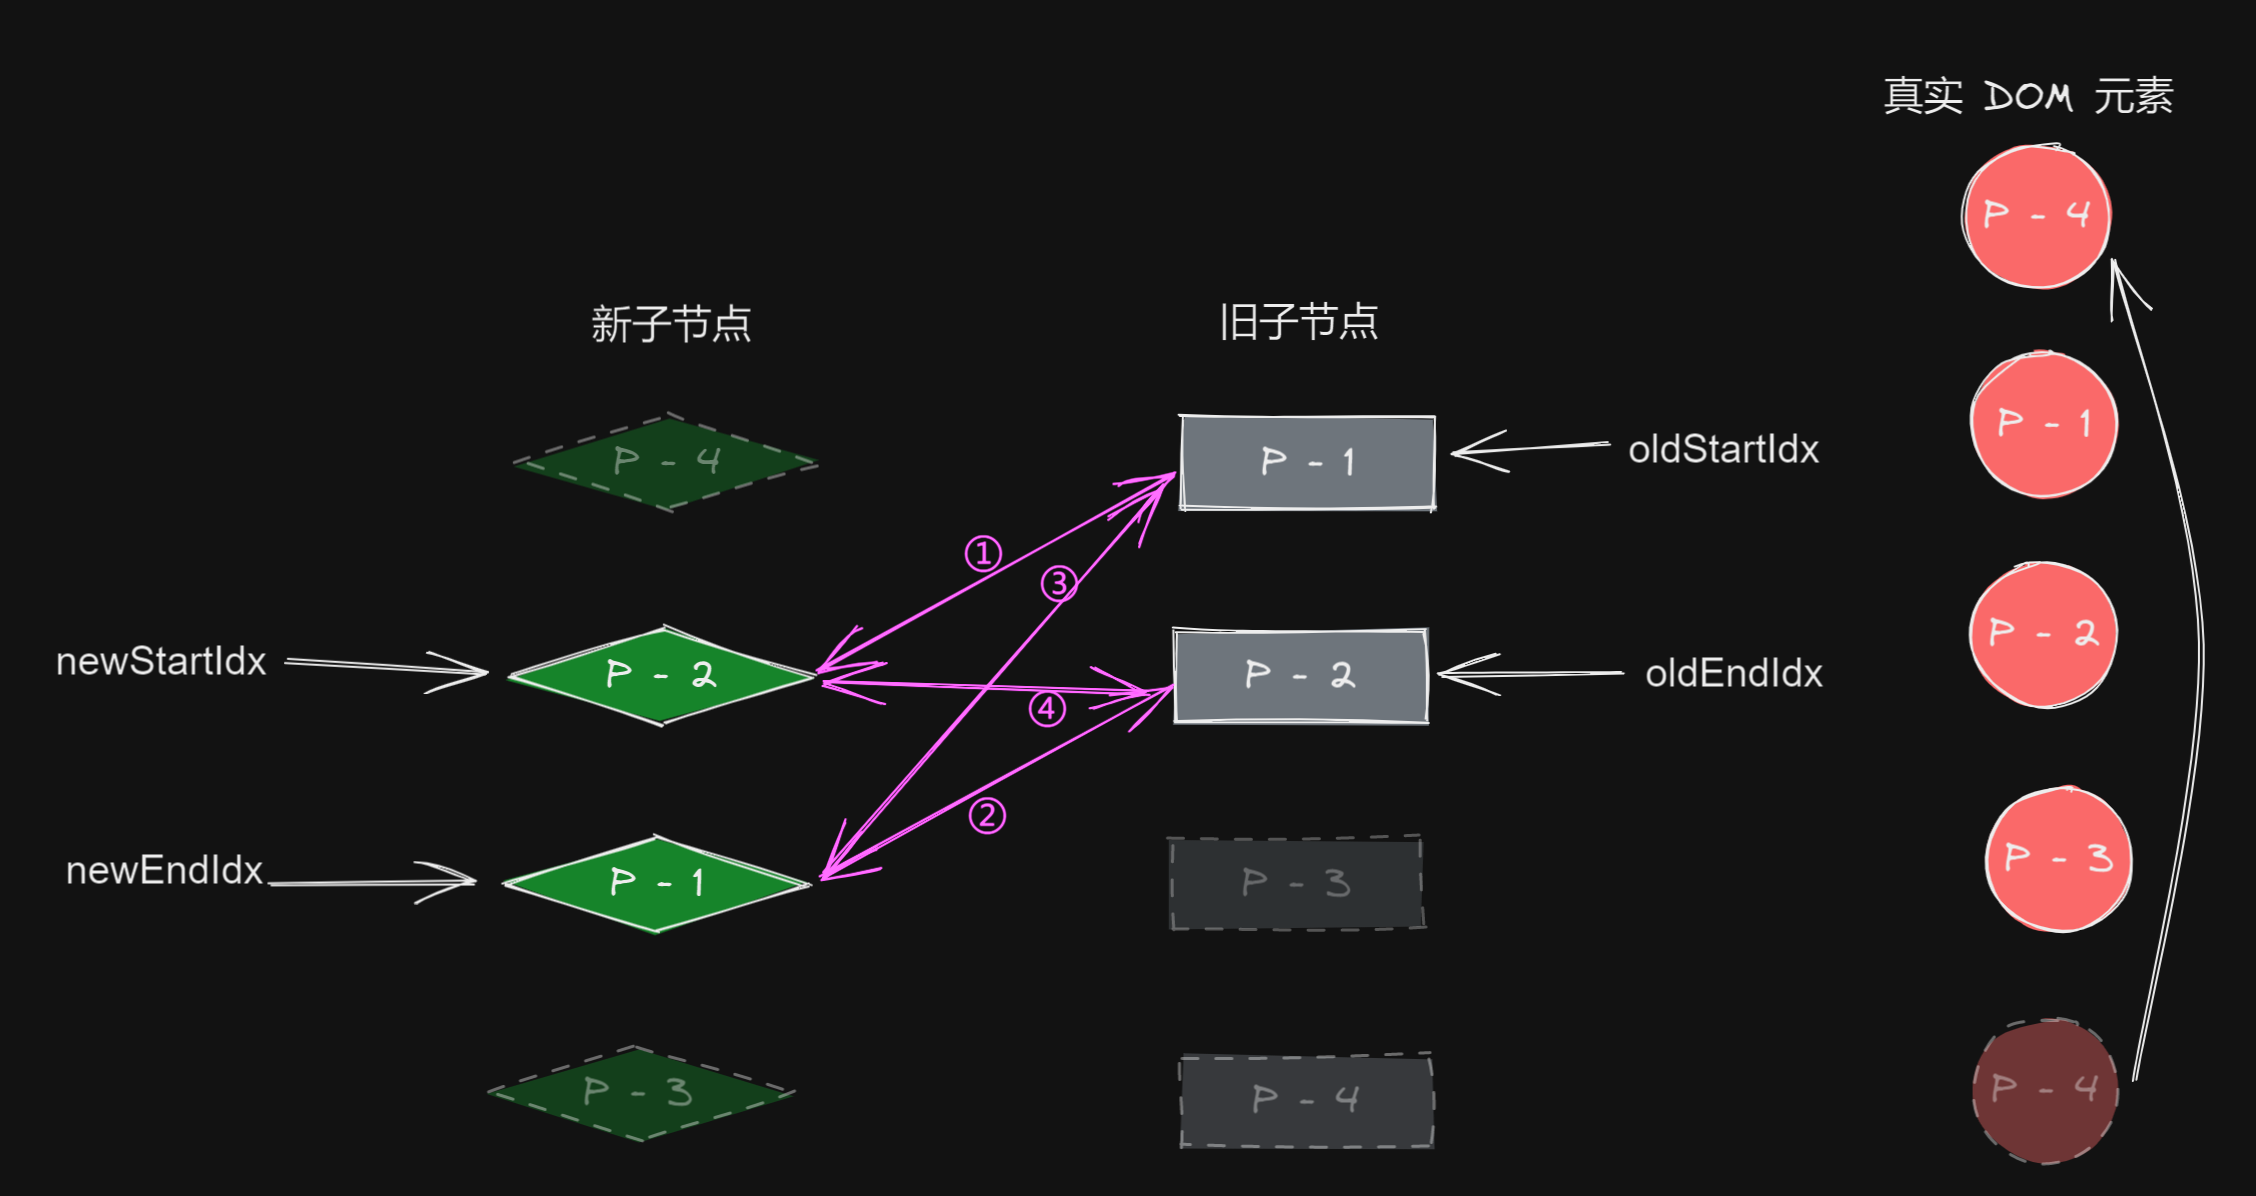 真实 DOM 元素
P - 4
新子节点
旧子节点
P - 4
P - 1
oldStartIdx
P - 1
①
③
newStartIdx
P - 2
P - 2
oldEndIdx
P - 2
④
②
newEndIdx
P - 1
P - 3
P - 3
P - 3
P - 4
P - 4